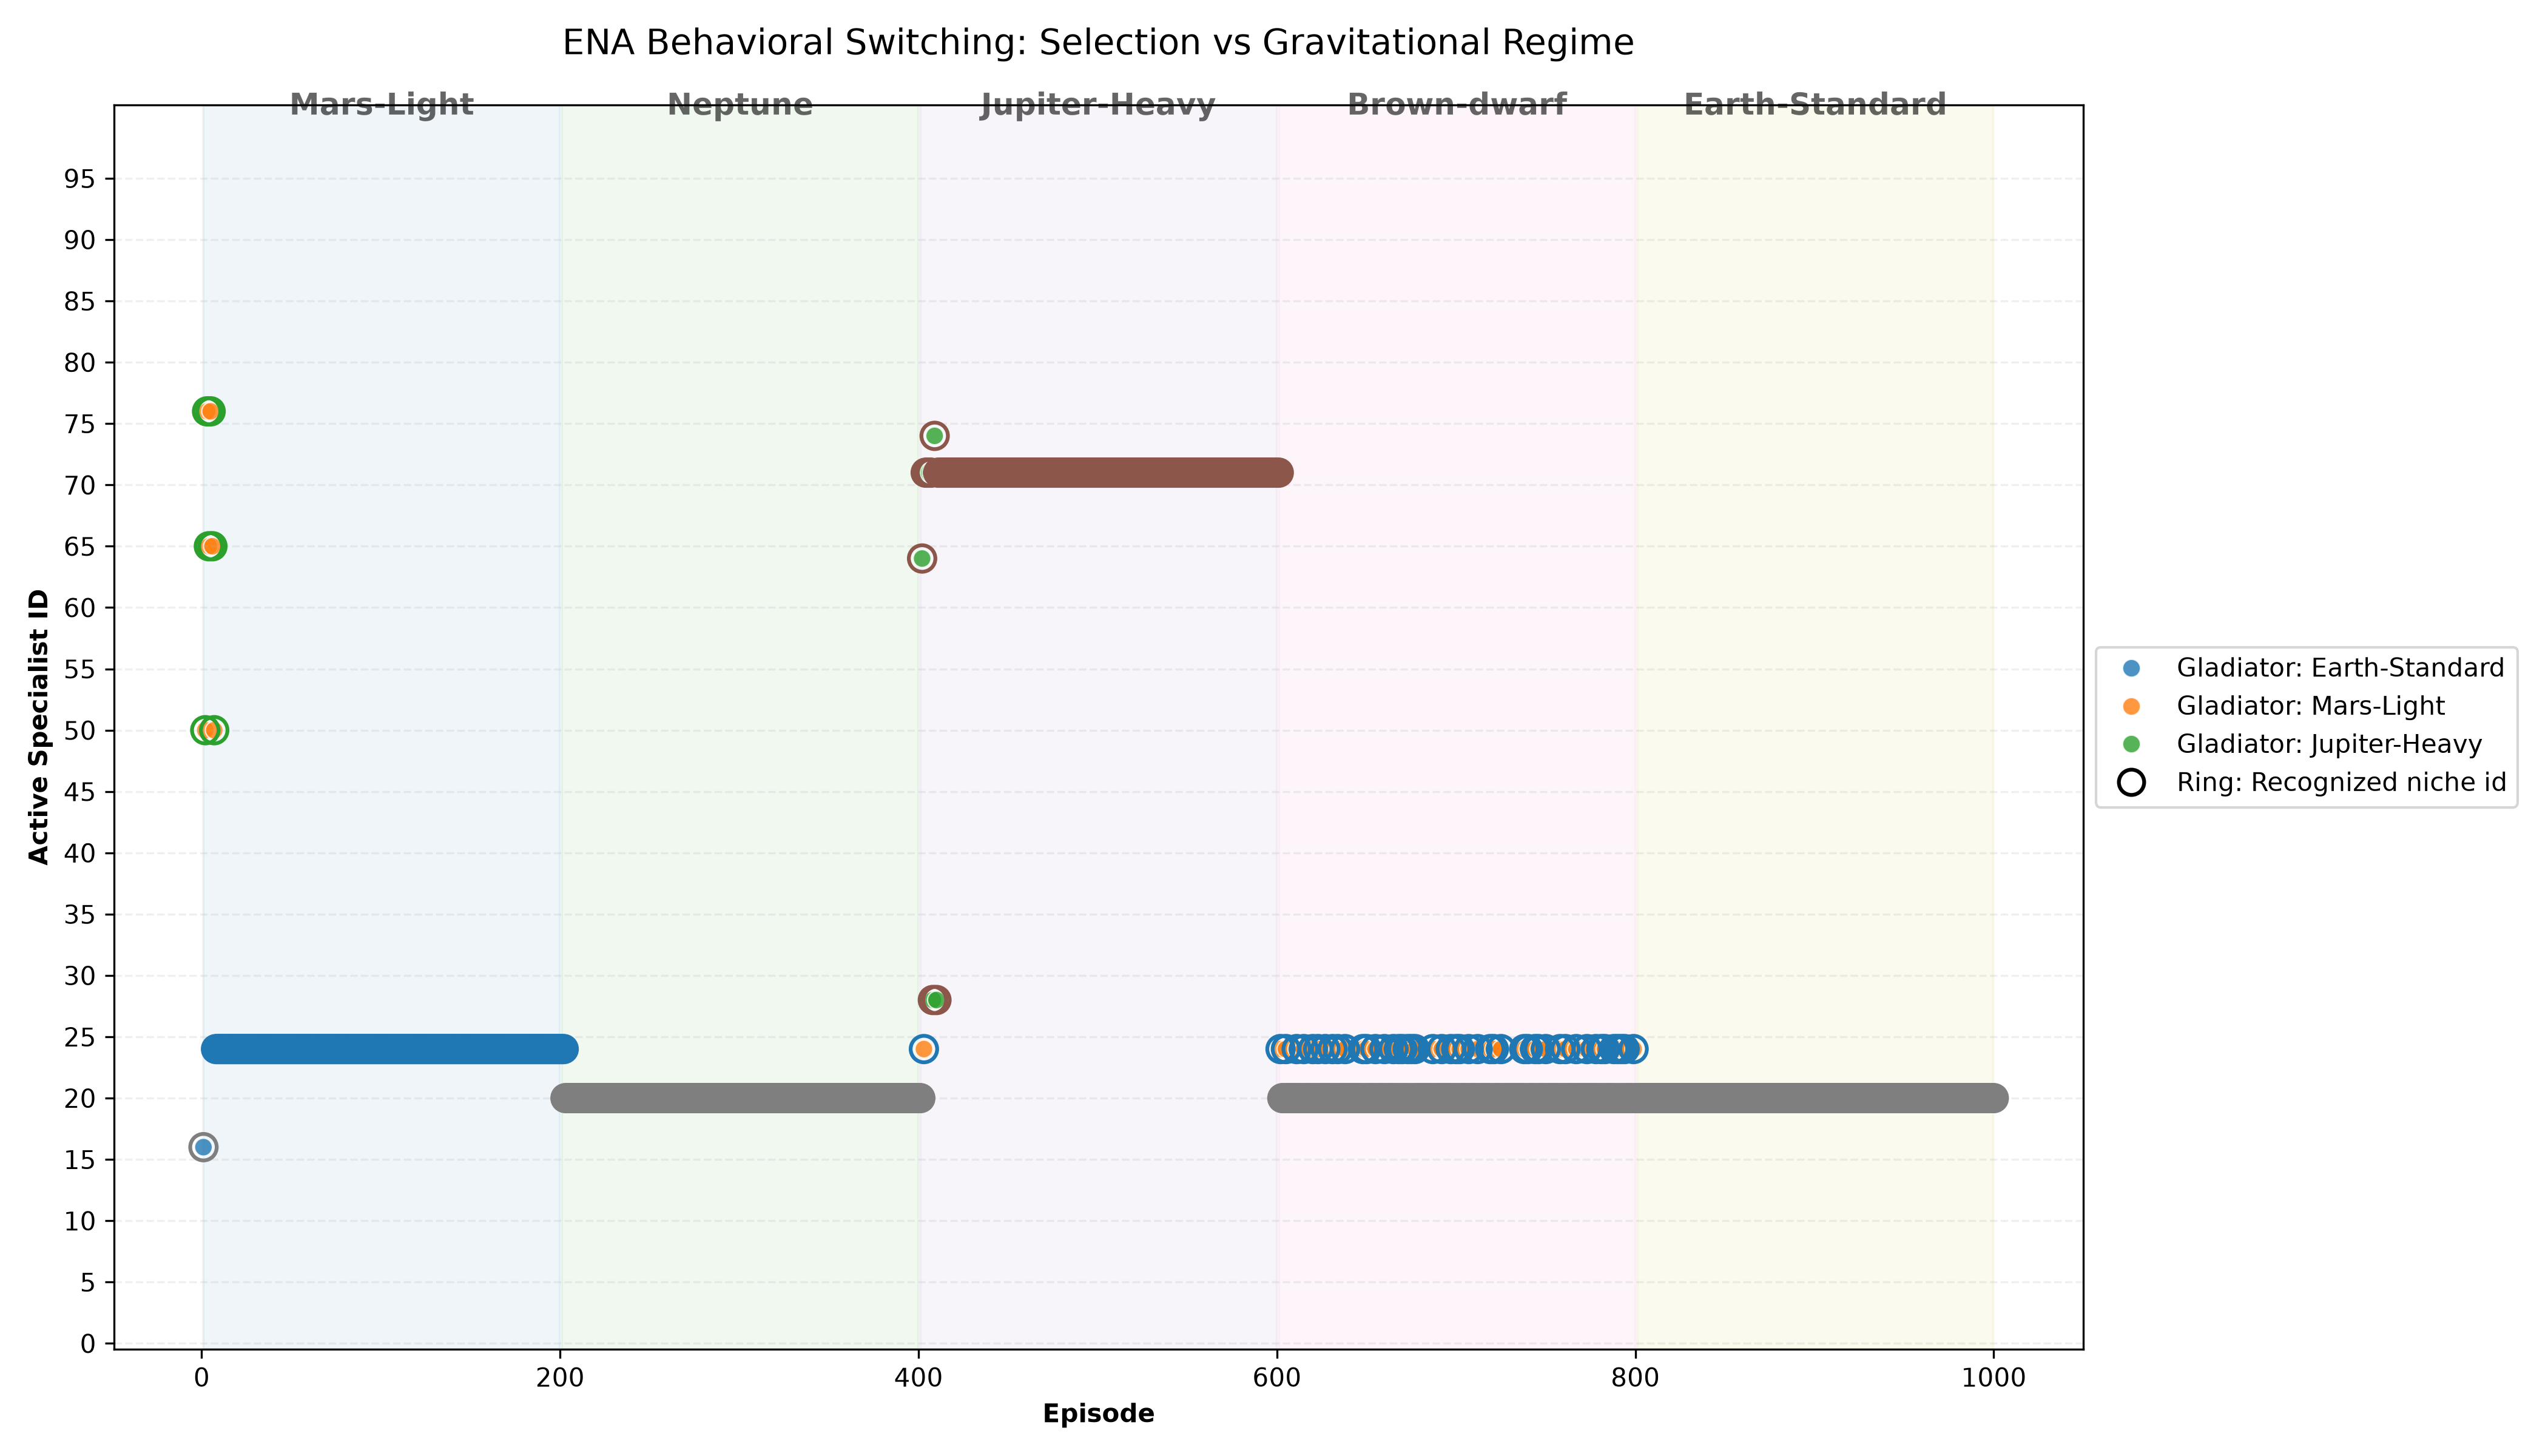 ENA Behavioral Switching: Selection vs Gravitational Regime
Mars-Light
Neptune
Jupiter-Heavy
Brown-dwarf
Earth-Standard
Active Specialist ID
95
90
85
80
75
70
65
60
55
50
45
40
35
30
25
20
15
10
5
0
0
200
400
600
800
1000
Episode
Gladiator: Earth-Standard
Gladiator: Mars-Light
Gladiator: Jupiter-Heavy
Ring: Recognized niche id